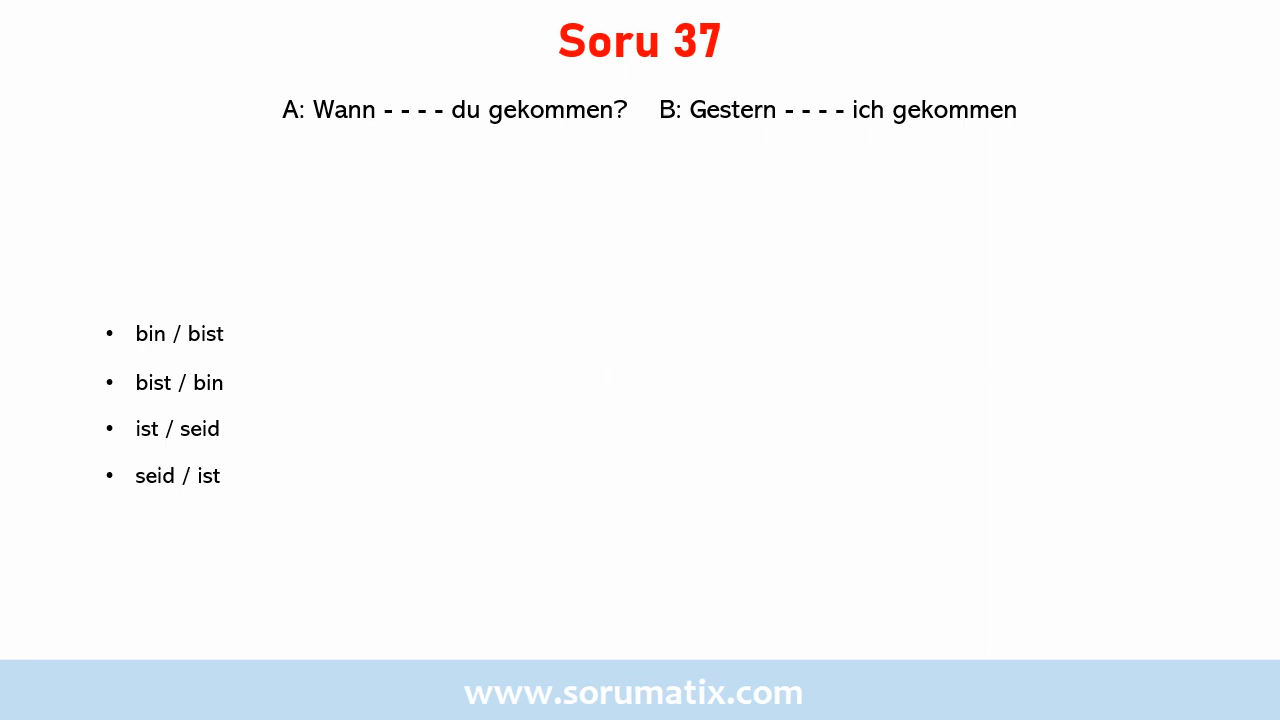 Soru 37
A: Wann - - - - du gekommen? B: Gestern - - - - ich gekommen
• bin / bist
• bist / bin
• ist / seid
• seid / ist
www.sorumatix.com